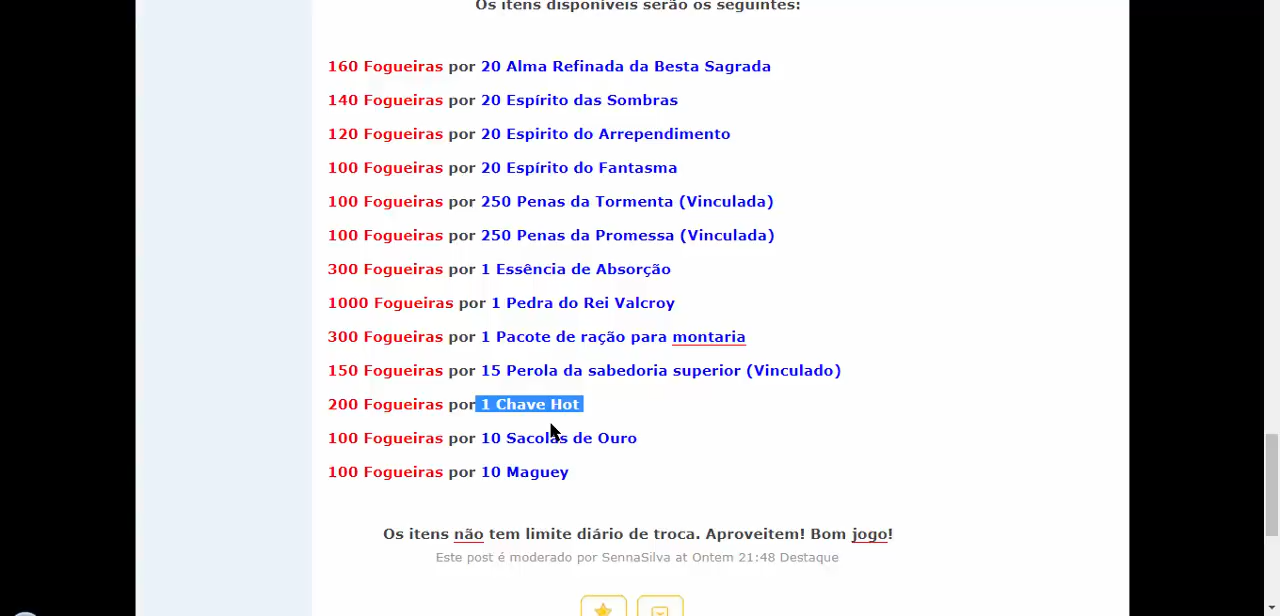 Os itens disponíveis serão os seguintes:
160 Fogueiras por 20 Alma Refinada da Besta Sagrada
140 Fogueiras por 20 Espírito das Sombras
120 Fogueiras por 20 Espirito do Arrependimento
100 Fogueiras por 20 Espírito do Fantasma
100 Fogueiras por 250 Penas da Tormenta (Vinculada)
100 Fogueiras por 250 Penas da Promessa (Vinculada)
300 Fogueiras por 1 Essência de Absorção
1000 Fogueiras por 1 Pedra do Rei Valcroy
300 Fogueiras por 1 Pacote de ração para montaria
150 Fogueiras por 15 Perola da sabedoria superior (Vinculado)
200 Fogueiras por 1 Chave Hot
100 Fogueiras por 10 Sacolas de Ouro
100 Fogueiras por 10 Maguey
Os itens não tem limite diário de troca. Aproveitem! Bom jogo!
Este post é moderado por SennaSilva at Ontem 21:48 Destaque